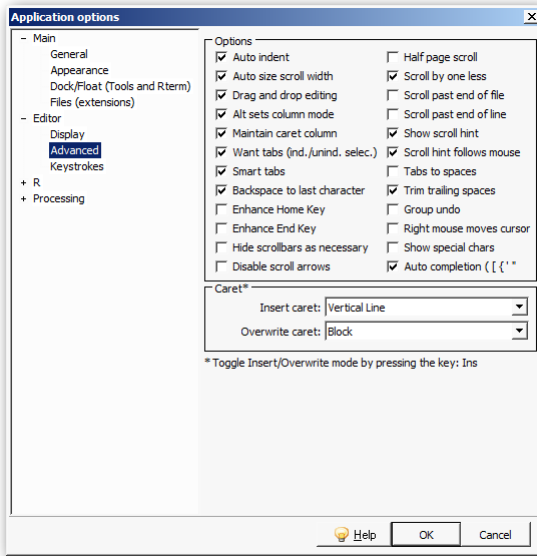 Application options
- Main
General
Appearance
Dock/Float (Tools and Rterm)
Files (extensions)
- Editor
Display
Advanced
Keystrokes
+ R
+ Processing
Options
Auto indent
Auto size scroll width
Drag and drop editing
Alt sets column mode
Maintain caret column
Want tabs (ind./unind. selec.)
Smart tabs
Backspace to last character
Enhance Home Key
Enhance End Key
Hide scrollbars as necessary
Disable scroll arrows
Half page scroll
Scroll by one less
Scroll past end of file
Scroll past end of line
Show scroll hint
Scroll hint follows mouse
Tabs to spaces
Trim trailing spaces
Group undo
Right mouse moves cursor
Show special chars
Auto completion ( [ { ' "
Caret*
Insert caret: Vertical Line
Overwrite caret: Block
* Toggle Insert/Overwrite mode by pressing the key: Ins
Help
OK
Cancel